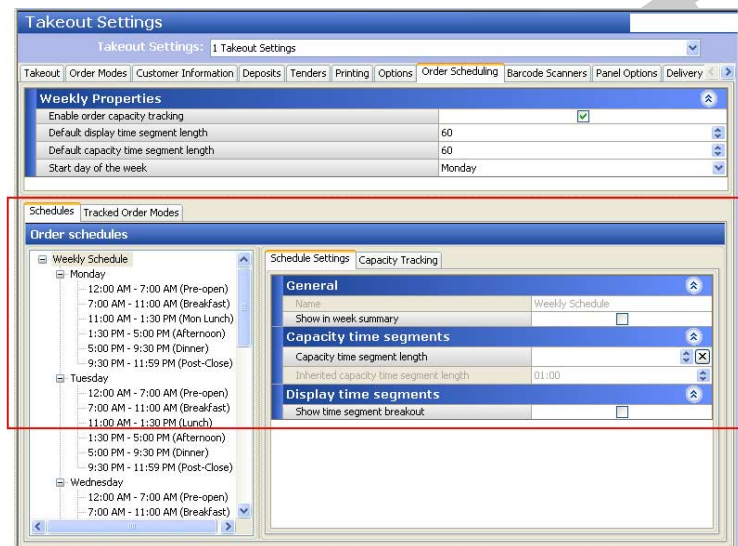 Takeout Settings
Takeout Settings: 1 Takeout Settings
Takeout Order Modes Customer Information Deposits Tenders Printing Options Order Scheduling Barcode Scanners Panel Options Delivery
Weekly Properties
Enable order capacity tracking
Default display time segment length 60
Default capacity time segment length 60
Start day of the week Monday
Schedules Tracked Order Modes
Order schedules
Weekly Schedule
Monday
12:00 AM - 7:00 AM (Pre-open)
7:00 AM - 11:00 AM (Breakfast)
11:00 AM - 1:30 PM (Mon Lunch)
1:30 PM - 5:00 PM (Afternoon)
5:00 PM - 9:30 PM (Dinner)
9:30 PM - 11:59 PM (Post-Close)
Tuesday
12:00 AM - 7:00 AM (Pre-open)
7:00 AM - 11:00 AM (Breakfast)
11:00 AM - 1:30 PM (Lunch)
1:30 PM - 5:00 PM (Afternoon)
5:00 PM - 9:30 PM (Dinner)
9:30 PM - 11:59 PM (Post-Close)
Wednesday
12:00 AM - 7:00 AM (Pre-open)
7:00 AM - 11:00 AM (Breakfast)
Schedule Settings Capacity Tracking
General
Name Weekly Schedule
Show in week summary
Capacity time segments
Capacity time segment length
Inherited capacity time segment length 01:00
Display time segments
Show time segment breakout